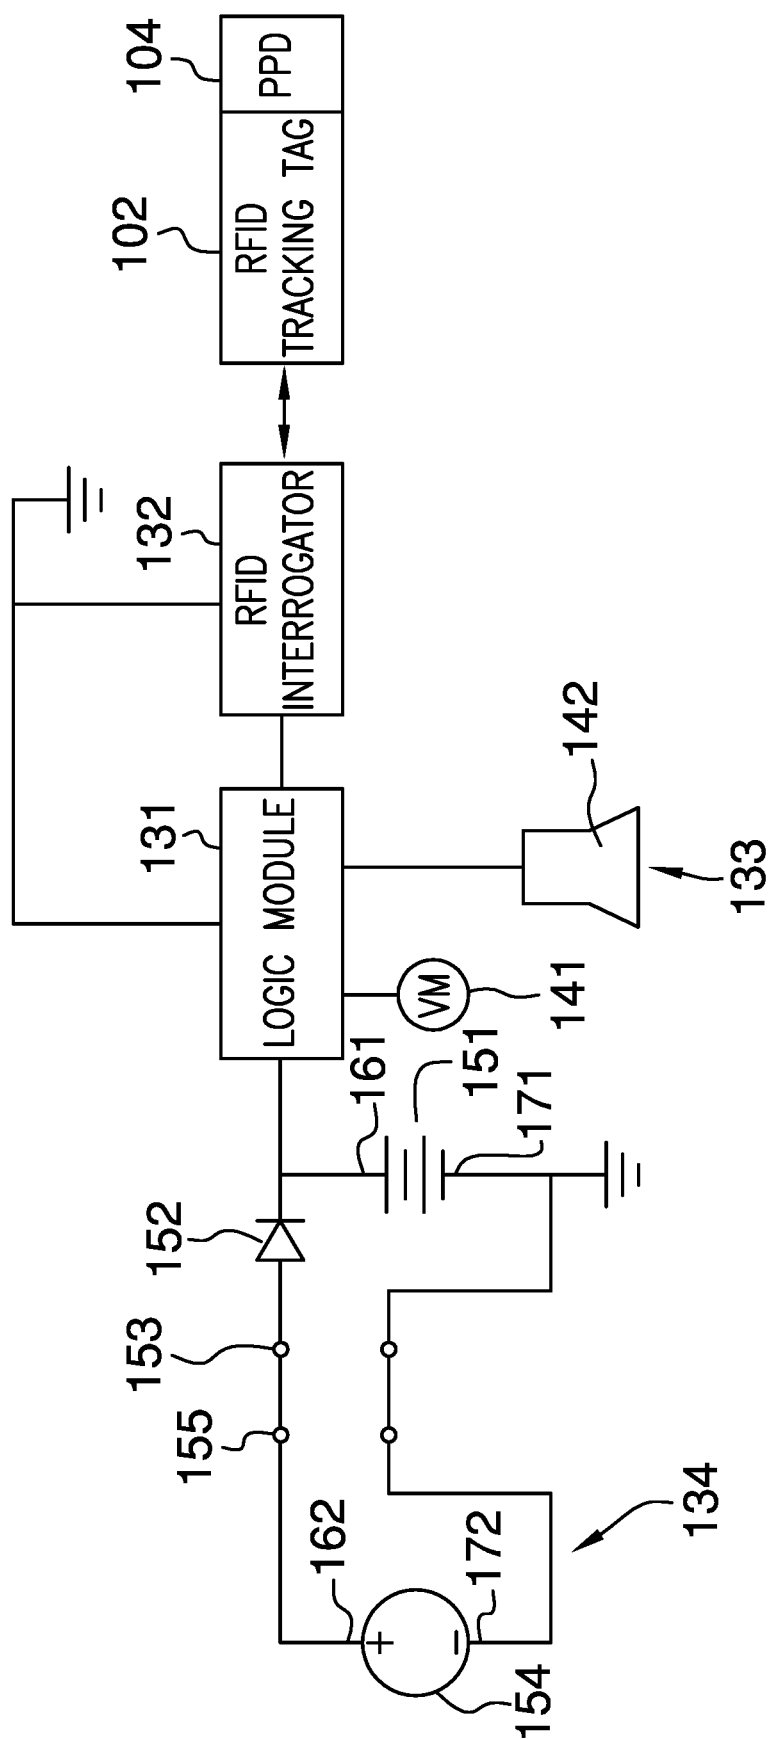 104
PPD
102
RFID
TRACKING TAG
132
RFID
INTERROGATOR
131
LOGIC MODULE
142
133
VM
141
161
151
171
152
153
155
162
+
−
172
154
134